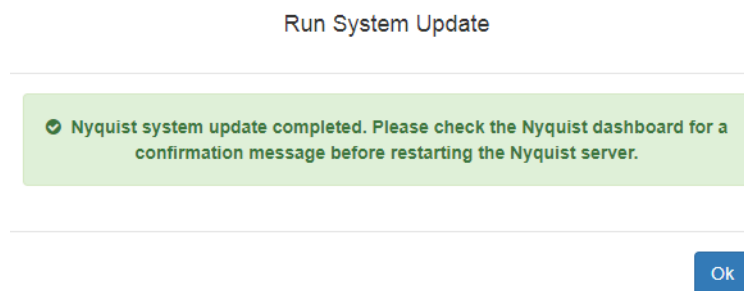 Run System Update
Nyquist system update completed. Please check the Nyquist dashboard for a
confirmation message before restarting the Nyquist server.
Ok